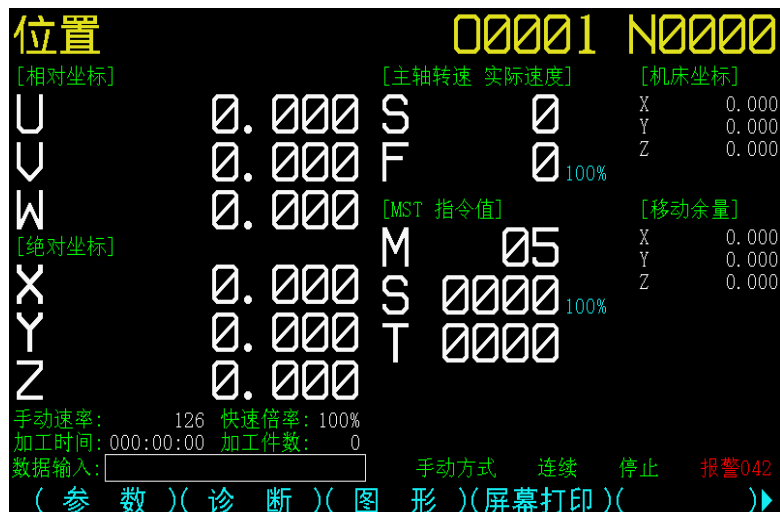 位置 O0001 N0000
[相对坐标] [主轴转速 实际速度] [机床坐标]
U 0.000 S 0 X 0.000
Y 0.000
V 0.000 F 0 100% Z 0.000
W 0.000 [MST 指令值] [移动余量]
[绝对坐标] M 05 X 0.000
Y 0.000
X 0.000 S 0000 100% Z 0.000
Y 0.000 T 0000
Z 0.000
手动速率: 126 快速倍率: 100%
加工时间: 000:00:00 加工件数: 0
数据输入: 手动方式 连续 停止 报警042
( 参 数 )( 诊 断 )( 图 形 )(屏幕打印)( )